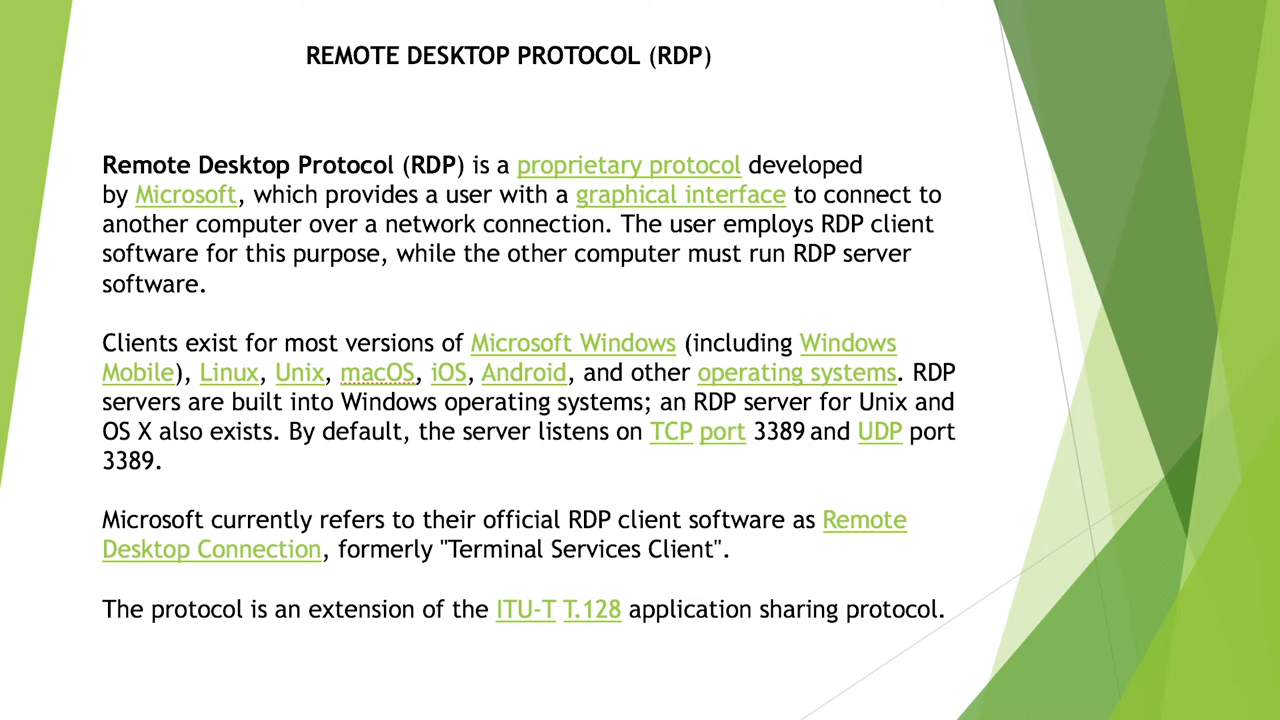 REMOTE DESKTOP PROTOCOL (RDP)
Remote Desktop Protocol (RDP) is a proprietary protocol developed
by Microsoft, which provides a user with a graphical interface to connect to
another computer over a network connection. The user employs RDP client
software for this purpose, while the other computer must run RDP server
software.
Clients exist for most versions of Microsoft Windows (including Windows
Mobile), Linux, Unix, macOS, iOS, Android, and other operating systems. RDP
servers are built into Windows operating systems; an RDP server for Unix and
OS X also exists. By default, the server listens on TCP port 3389 and UDP port
3389.
Microsoft currently refers to their official RDP client software as Remote
Desktop Connection, formerly "Terminal Services Client".
The protocol is an extension of the ITU-T T.128 application sharing protocol.